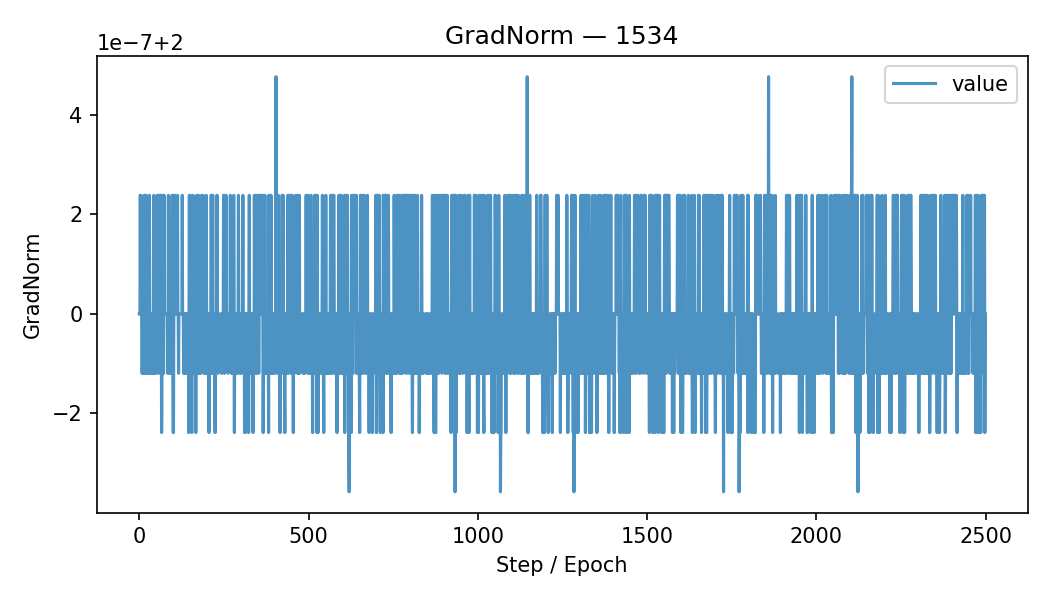 GradNorm — 1534
1e−7+2
value
4
2
0
−2
GradNorm
0 500 1000 1500 2000 2500
Step / Epoch